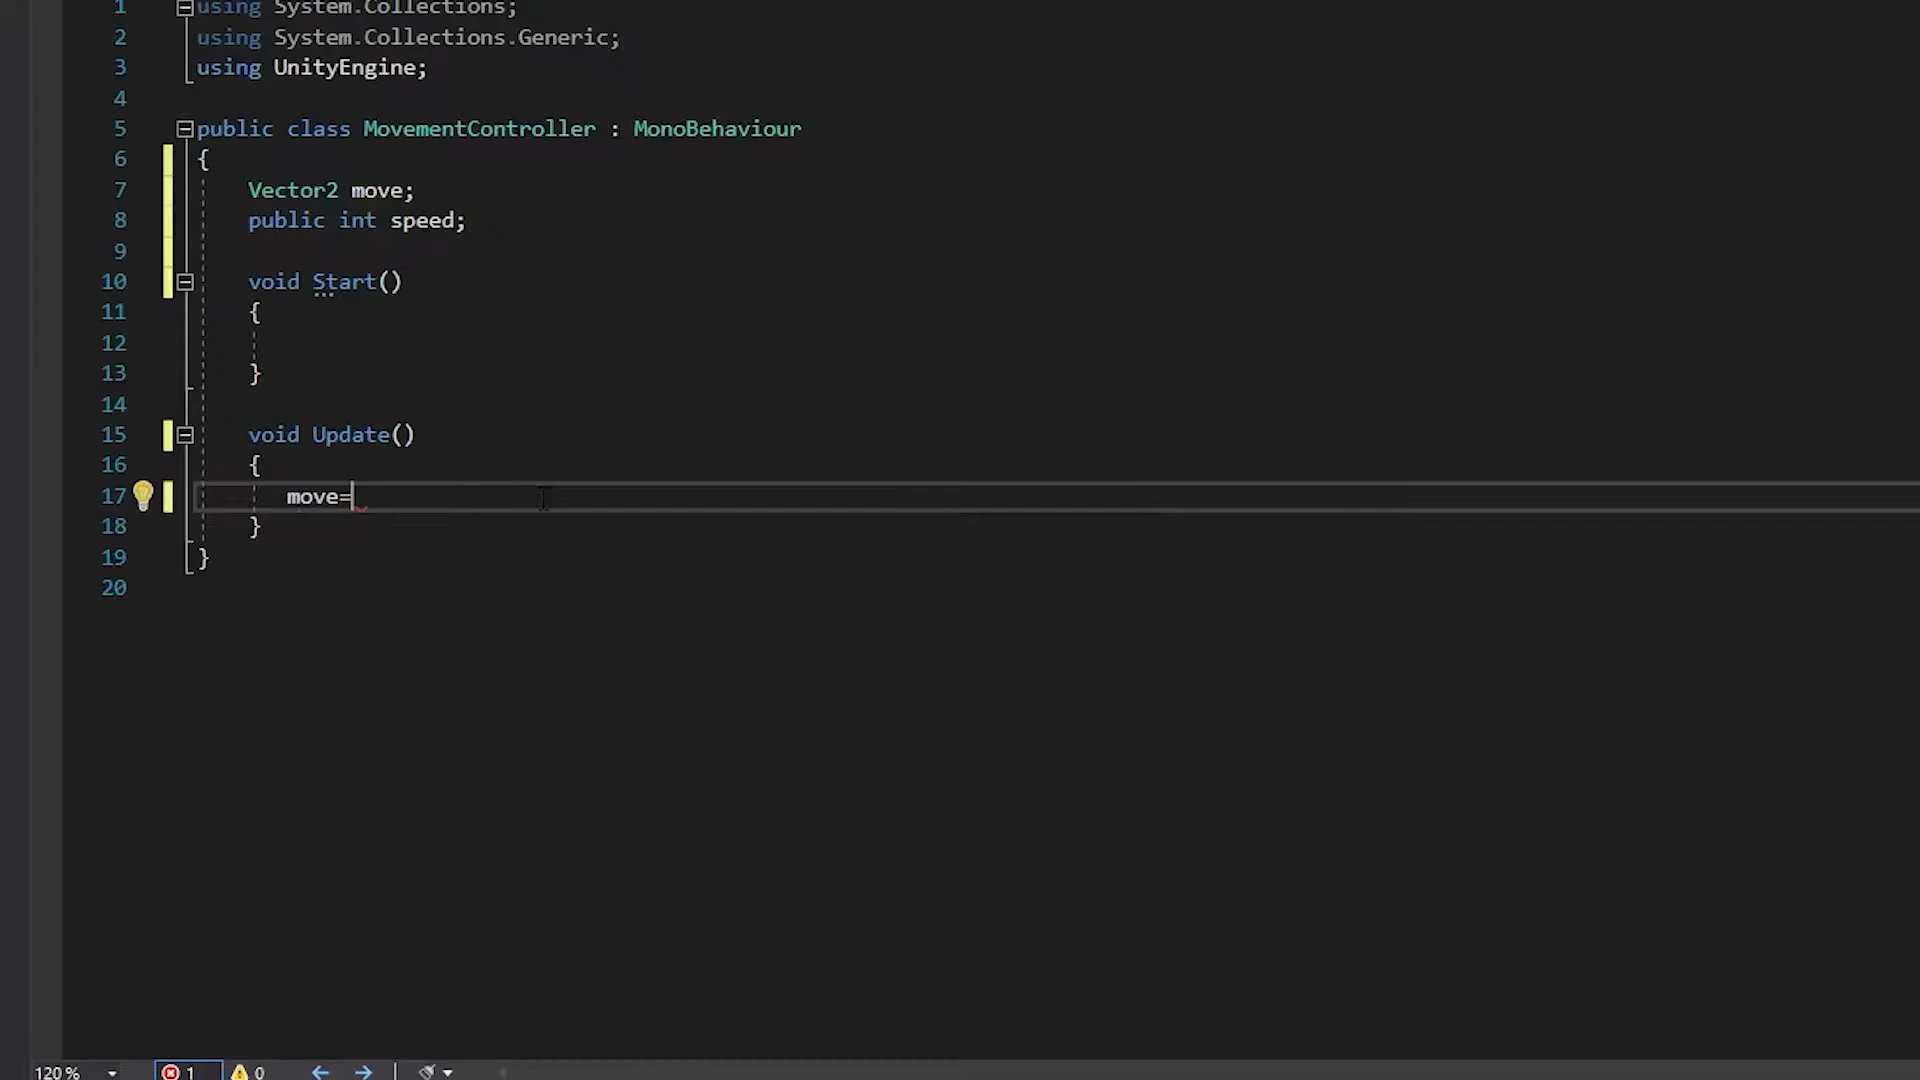 1 using System.Collections;
2 using System.Collections.Generic;
3 using UnityEngine;
4
5 public class MovementController : MonoBehaviour
6 {
7 Vector2 move;
8 public int speed;
9
10 void Start()
11 {
12
13 }
14
15 void Update()
16 {
17 move=
18 }
19 }
20
120 % 1 0